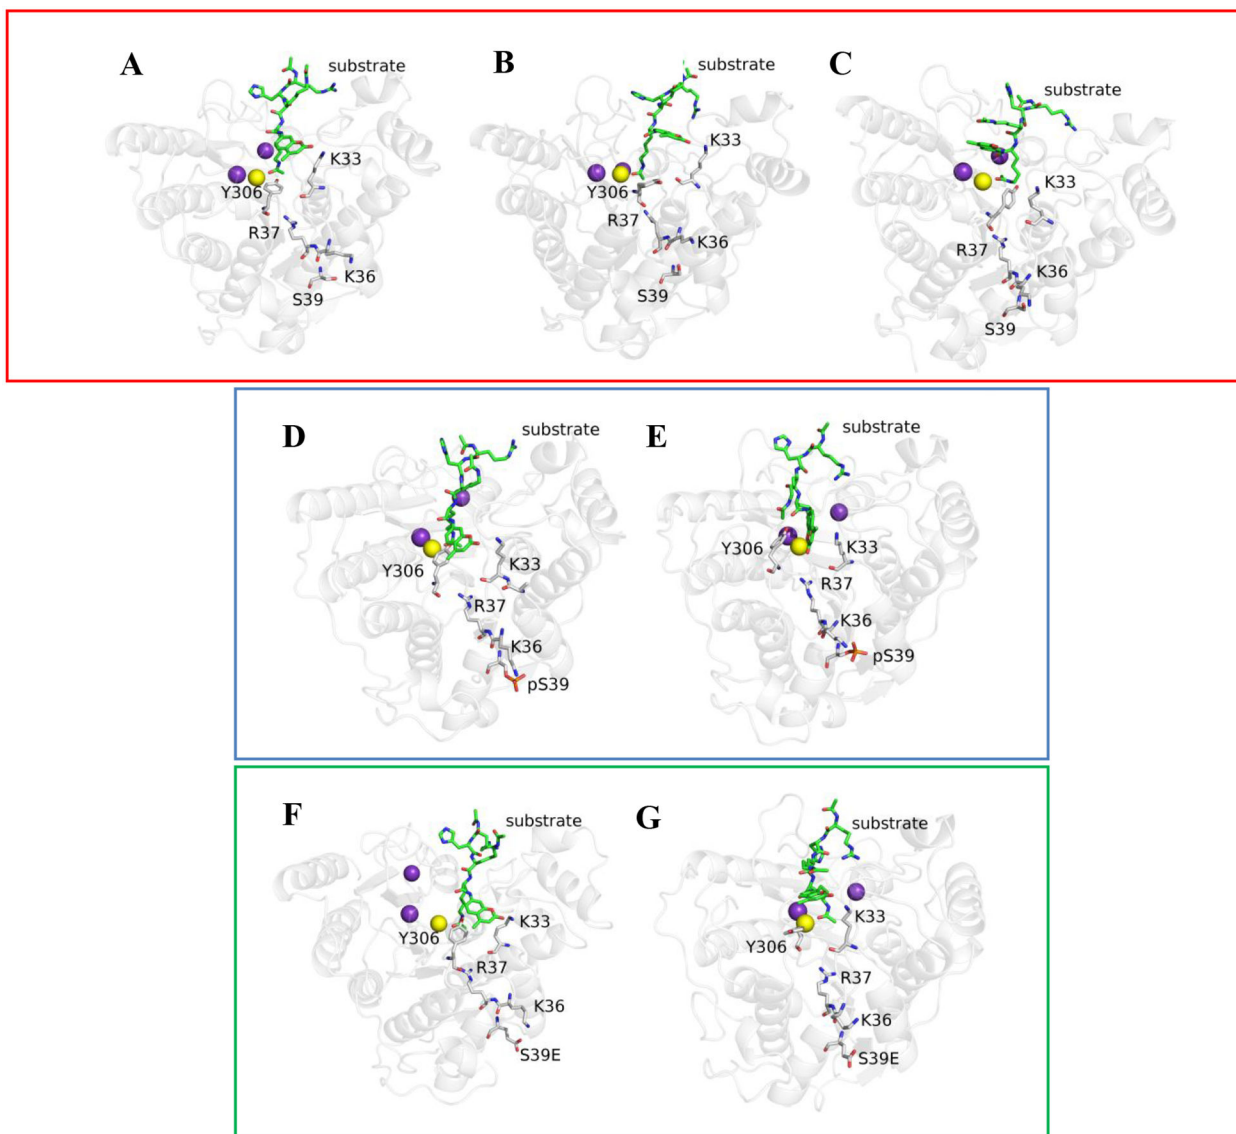 A
substrate
K33
Y306
R37
K36
S39
B
substrate
K33
Y306
R37
K36
S39
C
substrate
K33
R37
K36
S39
D
substrate
Y306
K33
R37
K36
pS39
E
substrate
Y306
K33
R37
K36
pS39
F
substrate
K33
Y306
R37
K36
S39E
G
substrate
K33
Y306
R37
K36
S39E